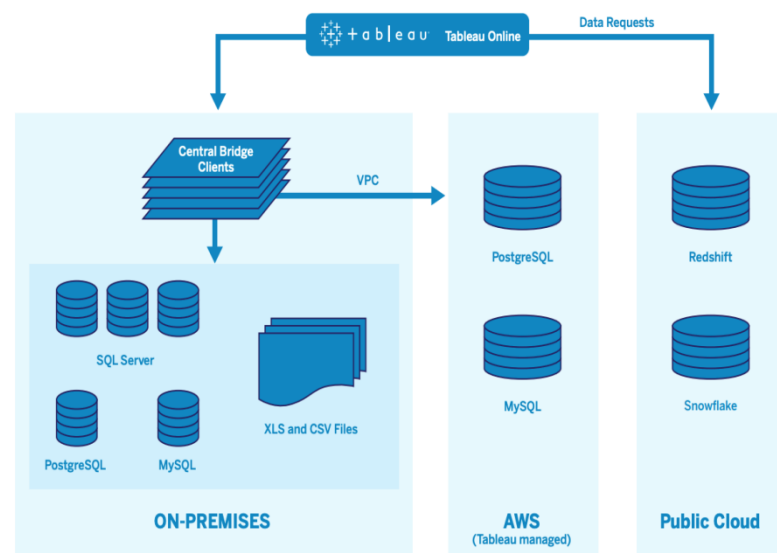 + a b l e a u Tableau Online
Data Requests
Central Bridge
Clients
VPC
PostgreSQL
Redshift
SQL Server
MySQL
Snowflake
XLS and CSV Files
PostgreSQL
MySQL
ON-PREMISES
AWS
(Tableau managed)
Public Cloud